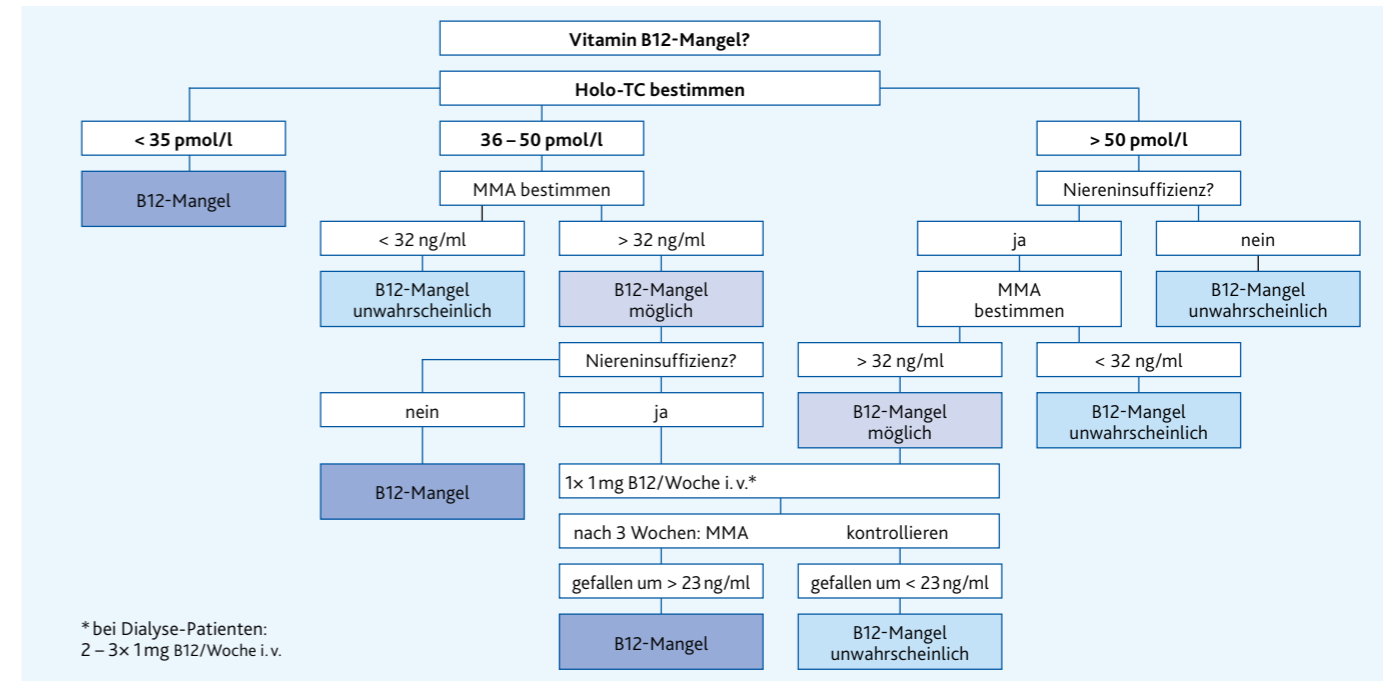 Vitamin B12-Mangel?
Holo-TC bestimmen
< 35 pmol/l
36 – 50 pmol/l
> 50 pmol/l
B12-Mangel
MMA bestimmen
Niereninsuffizienz?
< 32 ng/ml
> 32 ng/ml
ja
nein
B12-Mangel
unwahrscheinlich
B12-Mangel
möglich
MMA
bestimmen
B12-Mangel
unwahrscheinlich
Niereninsuffizienz?
> 32 ng/ml
< 32 ng/ml
nein
ja
B12-Mangel
möglich
B12-Mangel
unwahrscheinlich
B12-Mangel
1× 1 mg B12/Woche i. v.*
nach 3 Wochen: MMA kontrollieren
gefallen um > 23 ng/ml
gefallen um < 23 ng/ml
B12-Mangel
B12-Mangel
unwahrscheinlich
* bei Dialyse-Patienten:
2 – 3× 1 mg B12/Woche i. v.